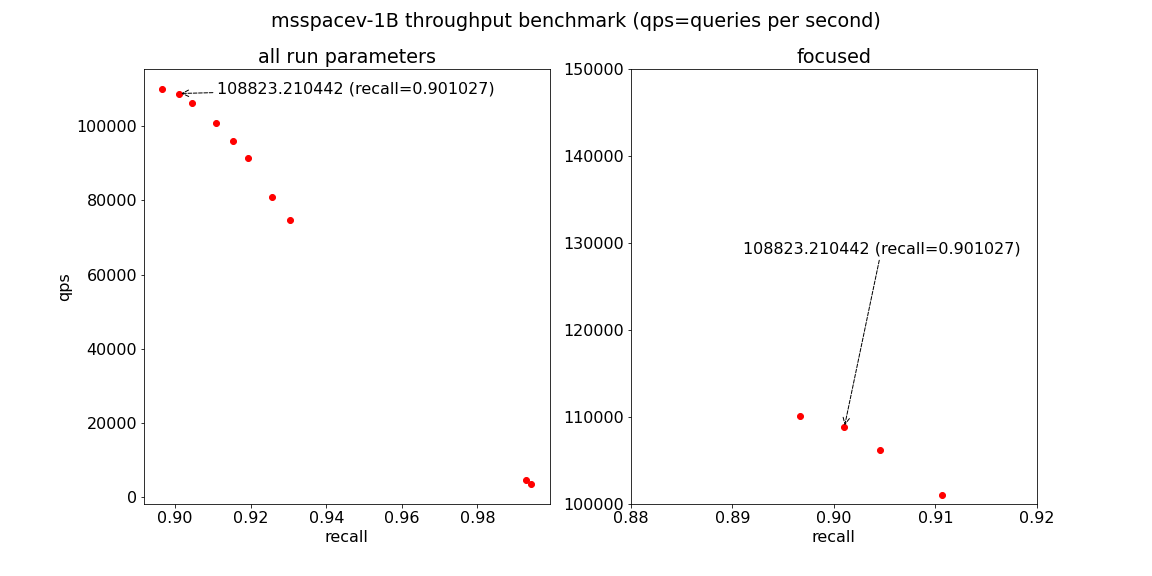 msspacev-1B throughput benchmark (qps=queries per second)
all run parameters
108823.210442 (recall=0.901027)
100000
80000
60000
40000
20000
0
qps
0.90 0.92 0.94 0.96 0.98
recall
focused
150000
140000
130000
120000
110000
100000
108823.210442 (recall=0.901027)
0.88 0.89 0.90 0.91 0.92
recall